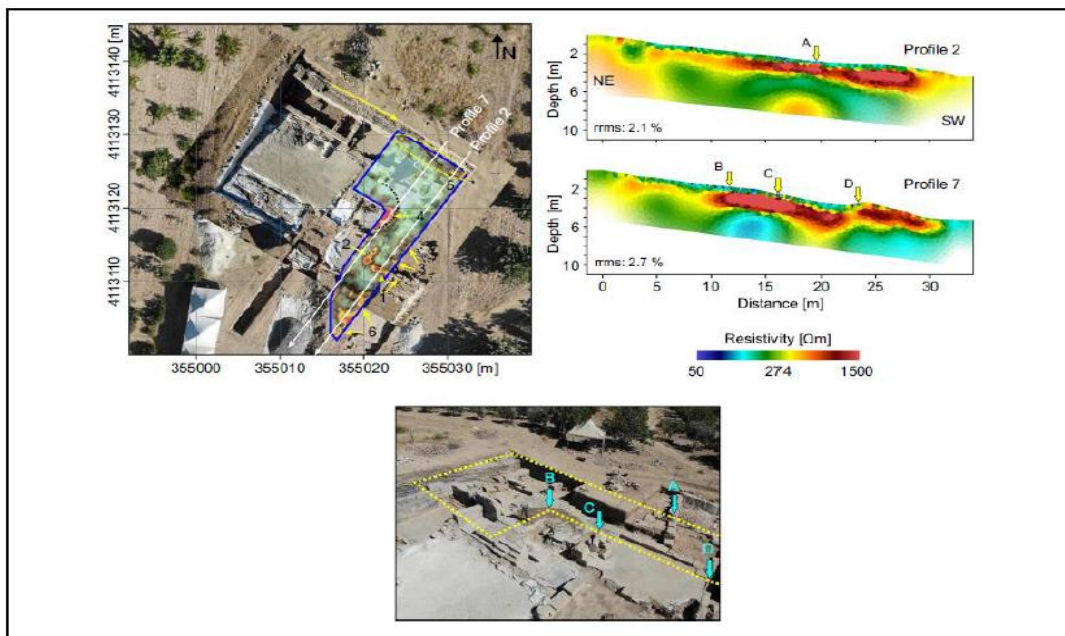 N
4113140
4113130
4113120
4113110
355000 355010 355020 355030 [m]
Profile 7
Profile 2
5
4
2
3
1
6
Depth [m]
2
6
10
NE
A
Profile 2
SW
rrms: 2.1 %
Depth [m]
2
6
10
B
C
D
Profile 7
rrms: 2.7 %
0 5 10 15 20 25 30
Distance [m]
Resistivity [Ωm]
50 274 1500
B
C
A
D